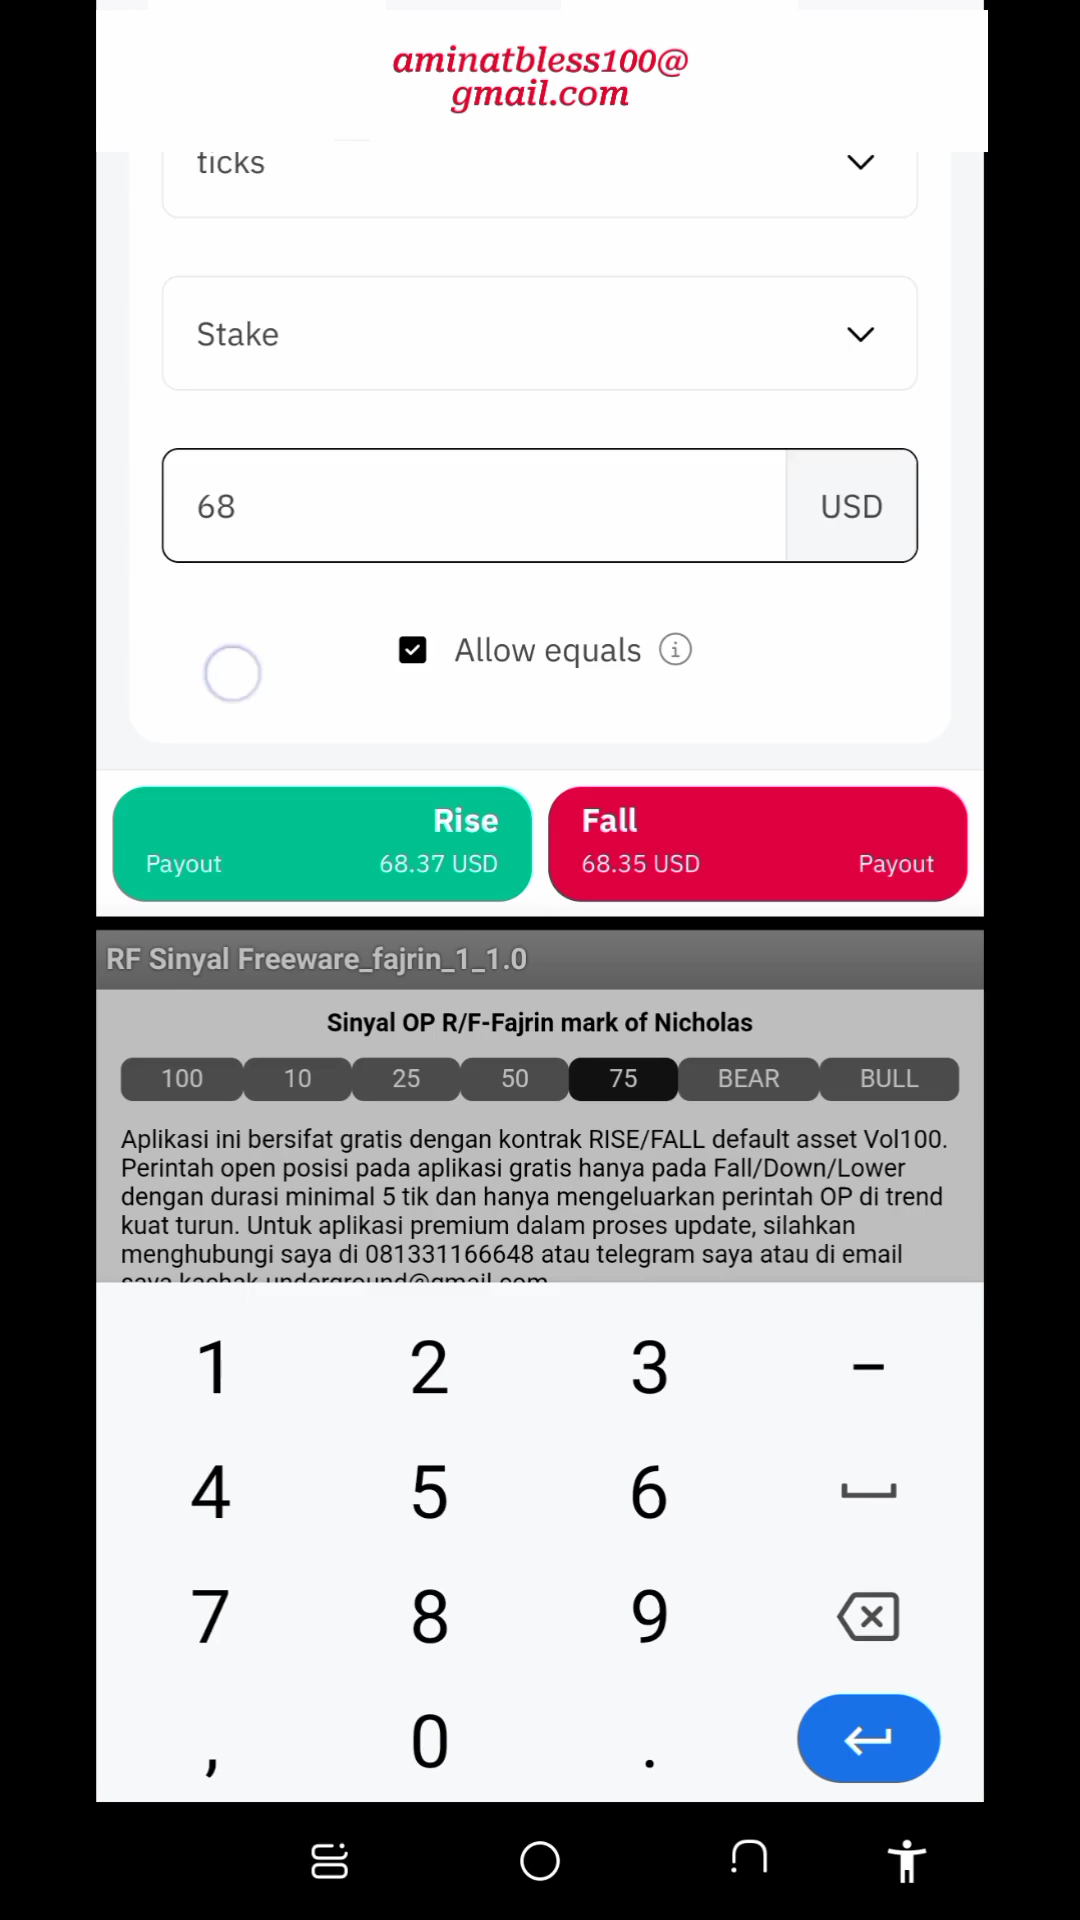 aminatbless100@
gmail.com
ticks
Stake
68 USD
Allow equals
Rise
Payout 68.37 USD
Fall
68.35 USD Payout
RF Sinyal Freeware_fajrin_1_1.0
Sinyal OP R/F-Fajrin mark of Nicholas
100 10 25 50 75 BEAR BULL
Aplikasi ini bersifat gratis dengan kontrak RISE/FALL default asset Vol100.
Perintah open posisi pada aplikasi gratis hanya pada Fall/Down/Lower
dengan durasi minimal 5 tik dan hanya mengeluarkan perintah OP di trend
kuat turun. Untuk aplikasi premium dalam proses update, silahkan
menghubungi saya di 081331166648 atau telegram saya atau di email
saya kachak.underground@gmail.com
1 2 3 –
4 5 6
7 8 9
, 0 .